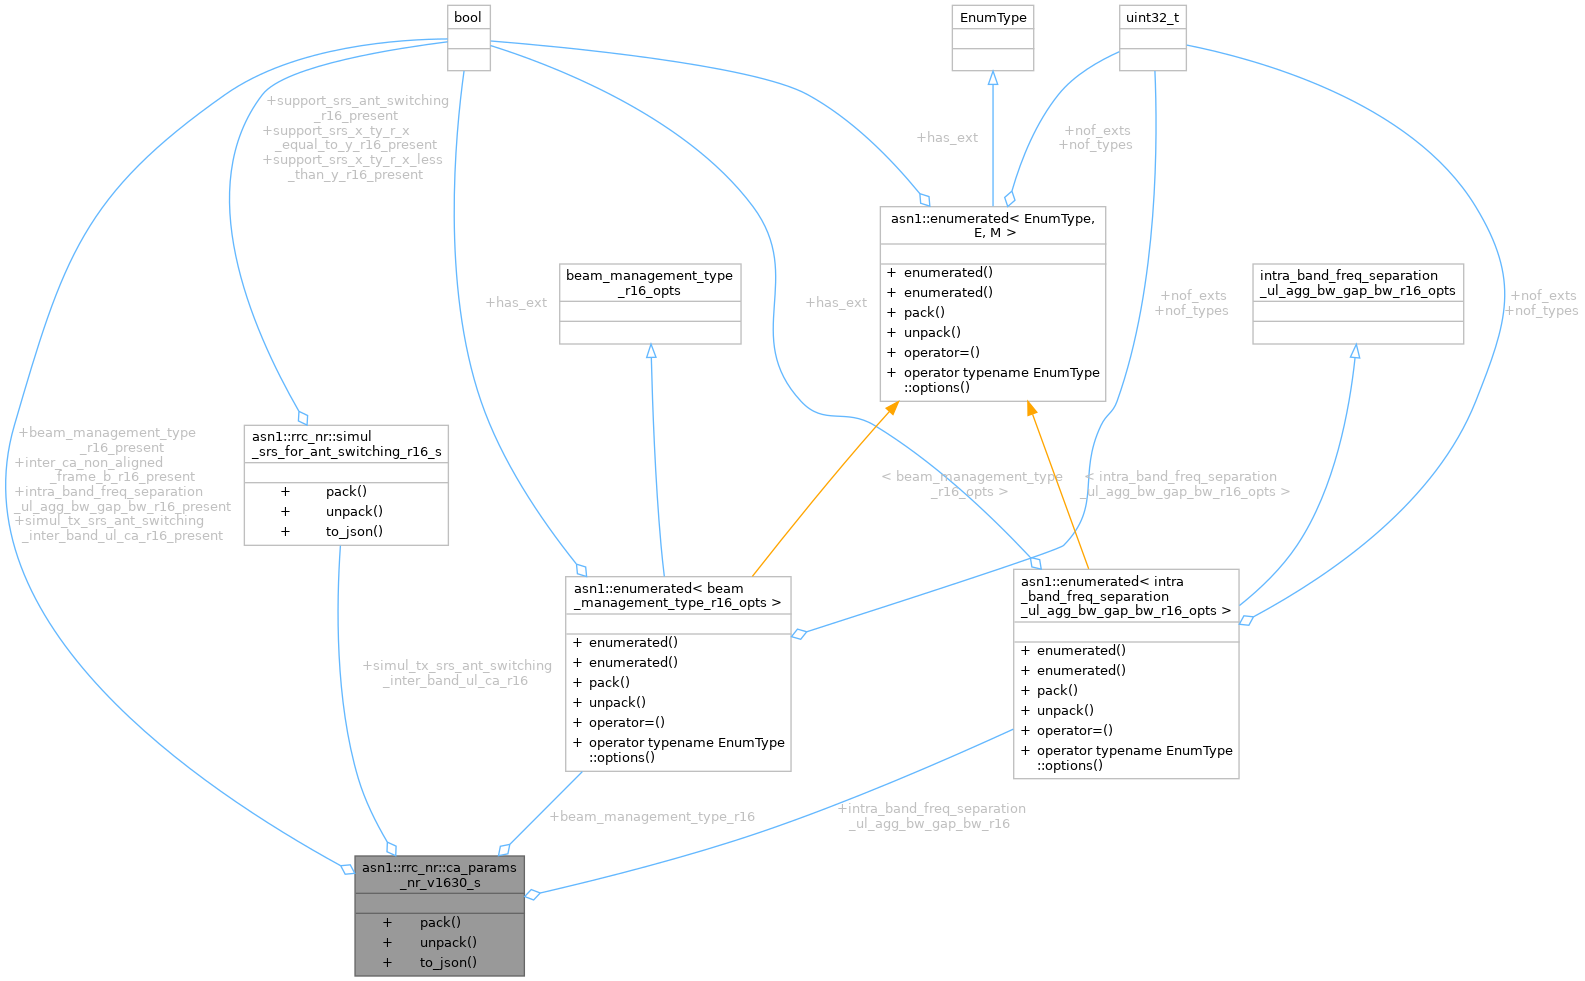 bool
EnumType
uint32_t
+support_srs_ant_switching
_r16_present
+support_srs_x_ty_r_x
_equal_to_y_r16_present
+support_srs_x_ty_r_x_less
_than_y_r16_present
+has_ext
+nof_exts
+nof_types
asn1::enumerated< EnumType,
E, M >
+ enumerated()
+ enumerated()
+ pack()
+ unpack()
+ operator=()
+ operator typename EnumType
::options()
beam_management_type
_r16_opts
intra_band_freq_separation
_ul_agg_bw_gap_bw_r16_opts
+has_ext
+has_ext
+nof_exts
+nof_types
+nof_exts
+nof_types
+beam_management_type
_r16_present
+inter_ca_non_aligned
_frame_b_r16_present
+intra_band_freq_separation
_ul_agg_bw_gap_bw_r16_present
+simul_tx_srs_ant_switching
_inter_band_ul_ca_r16_present
asn1::rrc_nr::simul
_srs_for_ant_switching_r16_s
+ pack()
+ unpack()
+ to_json()
< beam_management_type
_r16_opts >
< intra_band_freq_separation
_ul_agg_bw_gap_bw_r16_opts >
asn1::enumerated< beam
_management_type_r16_opts >
+ enumerated()
+ enumerated()
+ pack()
+ unpack()
+ operator=()
+ operator typename EnumType
::options()
asn1::enumerated< intra
_band_freq_separation
_ul_agg_bw_gap_bw_r16_opts >
+ enumerated()
+ enumerated()
+ pack()
+ unpack()
+ operator=()
+ operator typename EnumType
::options()
+simul_tx_srs_ant_switching
_inter_band_ul_ca_r16
+beam_management_type_r16
+intra_band_freq_separation
_ul_agg_bw_gap_bw_r16
asn1::rrc_nr::ca_params
_nr_v1630_s
+ pack()
+ unpack()
+ to_json()